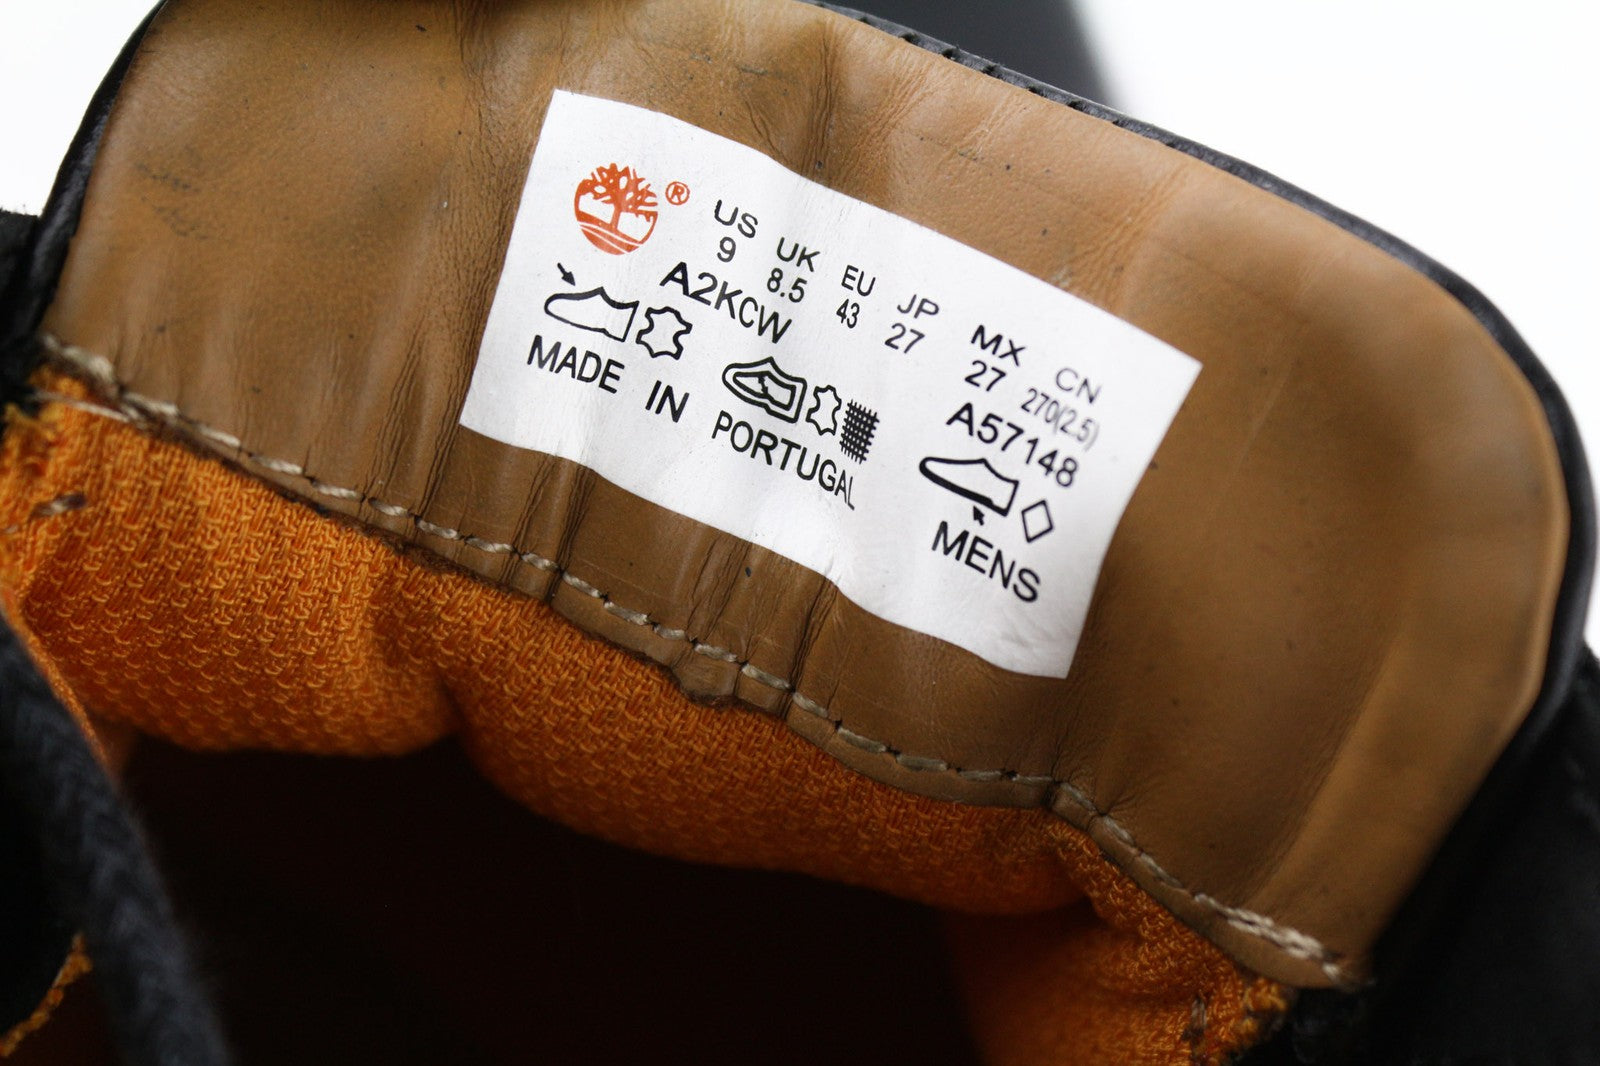 ®
US UK EU JP MX CN
9 8.5 43 27 27 270(2.5)
A2KCW A57148
MADE IN PORTUGAL MENS